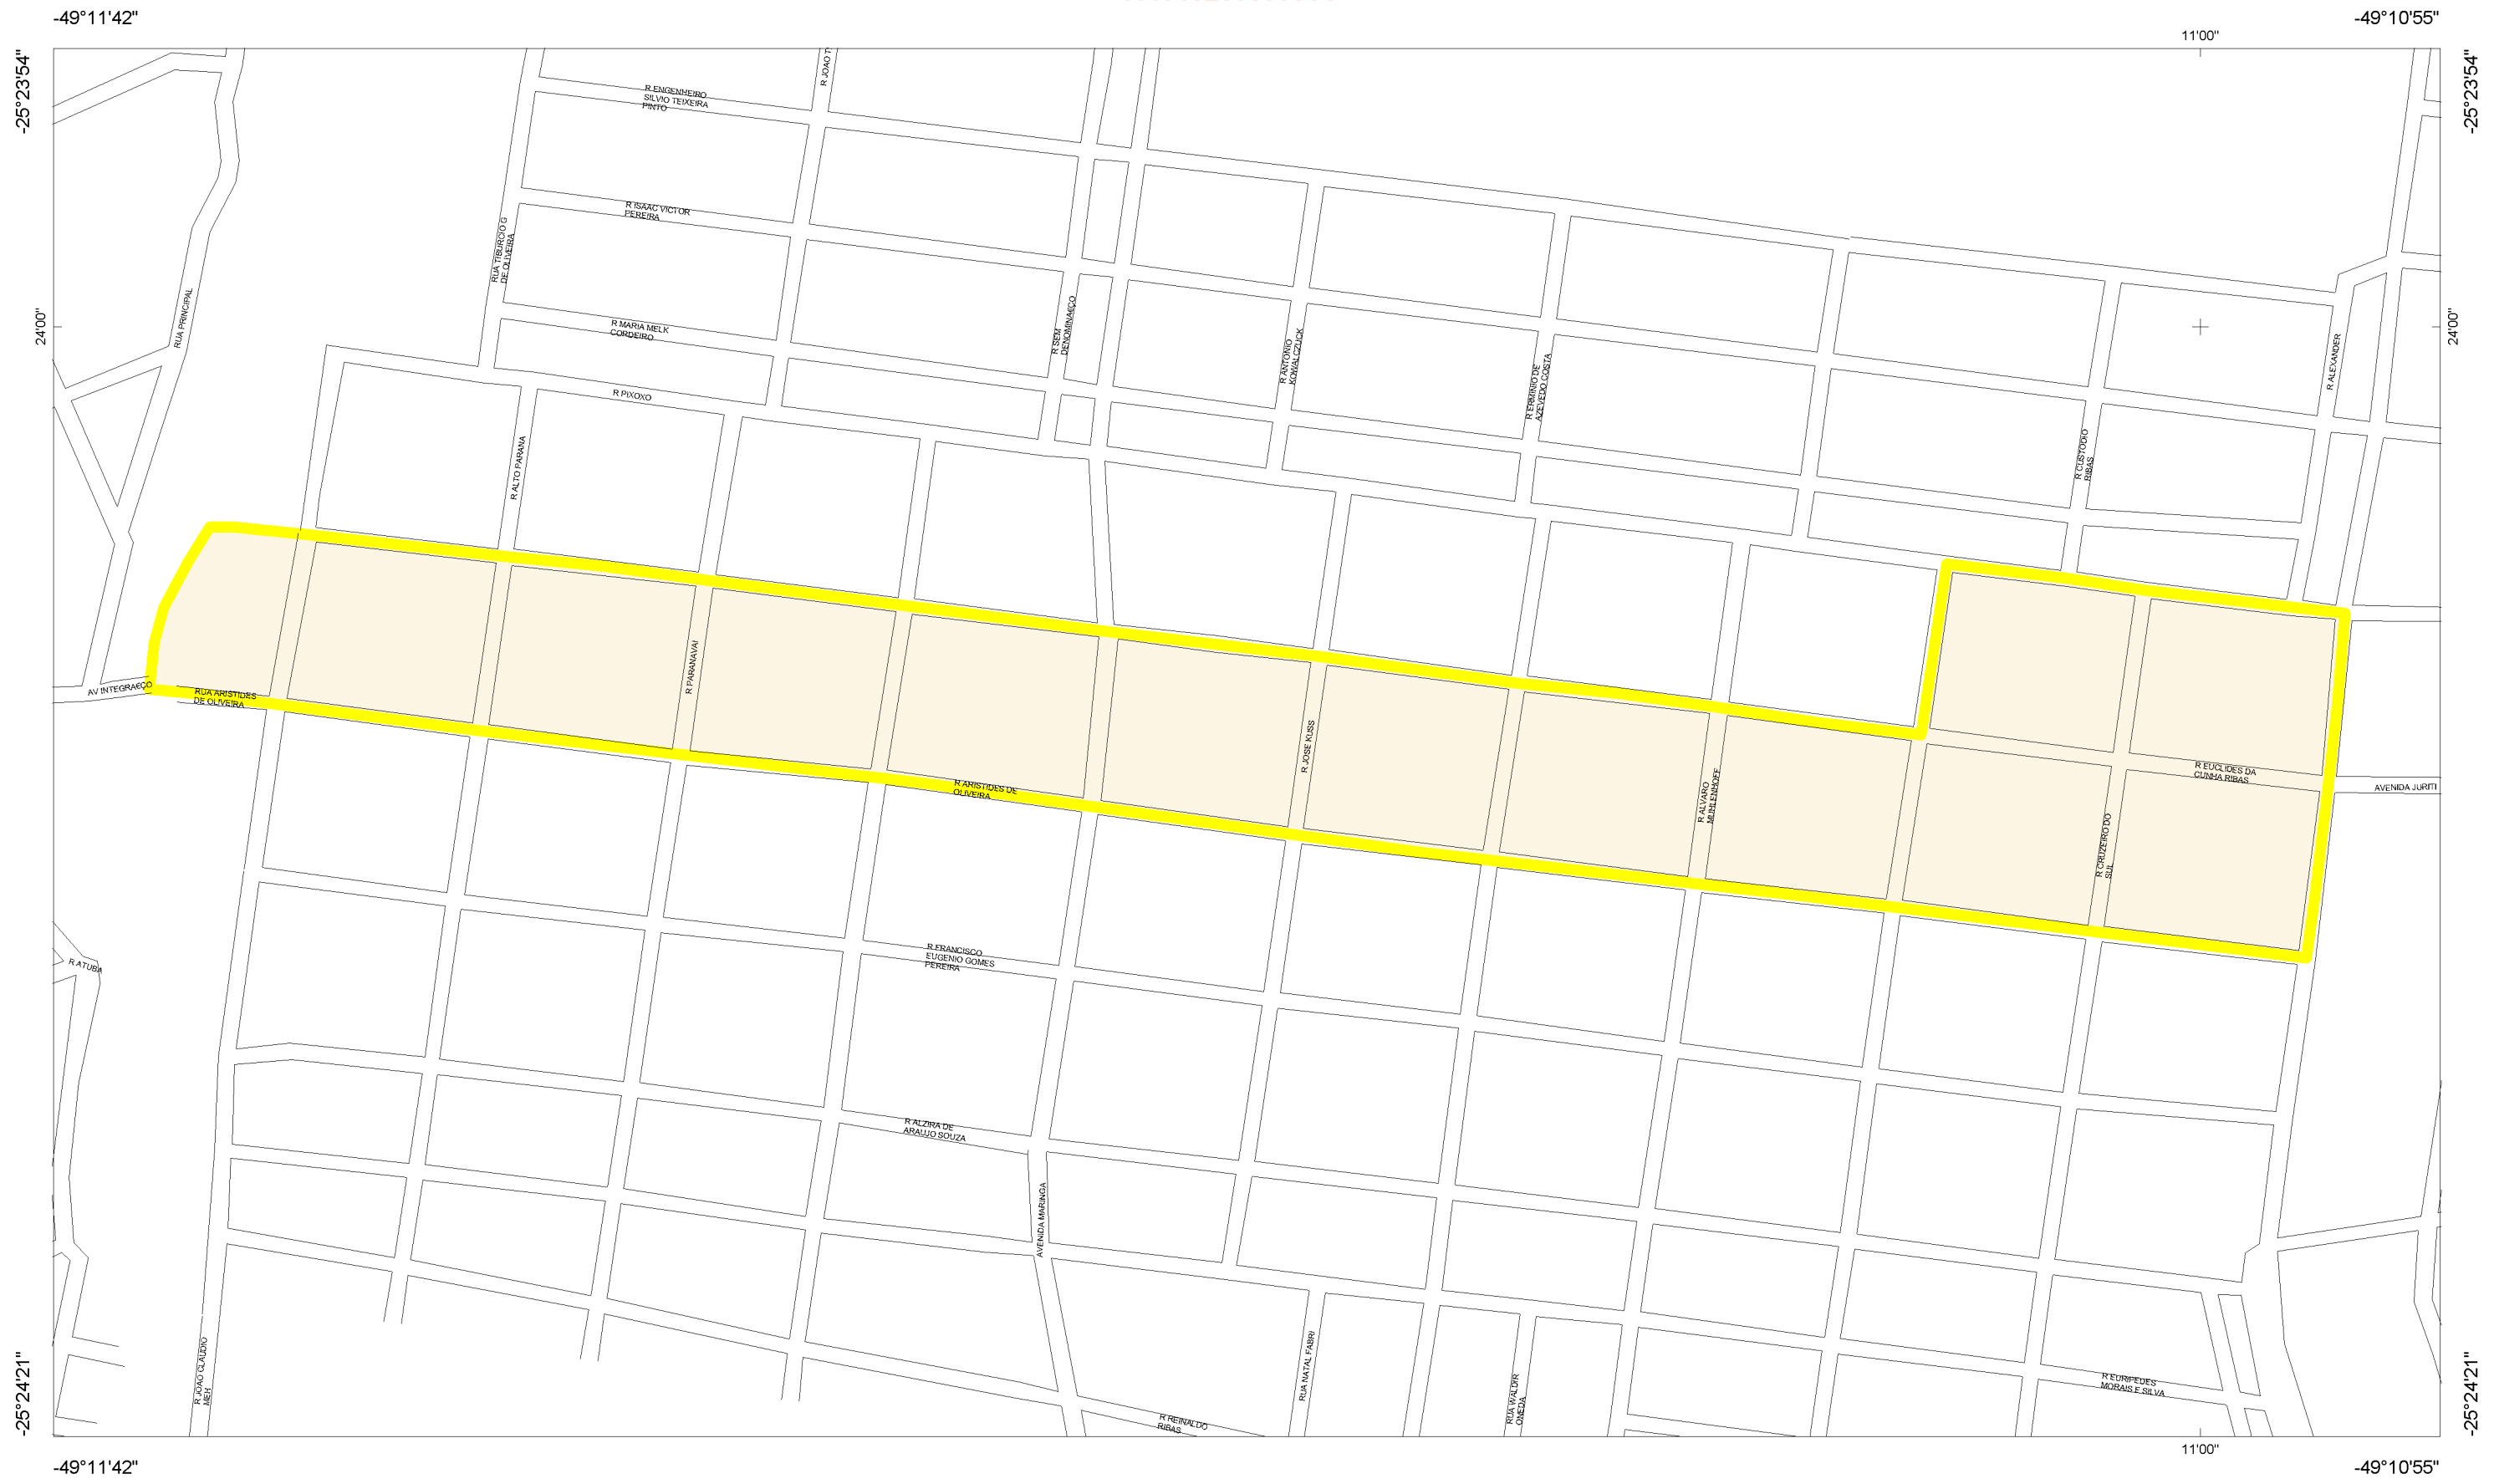 -49°11'42"
-49°10'55"
11'00"
-25°23'54"
-25°23'54"
R ENGENHEIRO
SILVIO TEIXEIRA
PINTO
R ISAAC VICTOR
PEREIRA
RUA TIBURCIO G
DE OLIVEIRA
RUA PRINCIPAL
24'00"
R MARIA MELK
CORDEIRO
R SEM
DENOMINAÇÃO
R ANTONIO
KOWALCZUCK
24'00"
R ALEXANDER
R PIXOXO
R ERMINIO DE
AZEVEDO COSTA
R ALTO PARANA
R CUSTODIO
RIBAS
R PARANAVAI
AV INTEGRAÇÃO
RUA ARISTIDES
DE OLIVEIRA
R JOSE KUSS
R ARISTIDES DE
OLIVEIRA
R ALVARO
MUHLENHOFF
R EUCLIDES DA
CUNHA RIBAS
AVENIDA JURITI
R CRUZEIRO DO
SUL
R FRANCISCO
EUGENIO GOMES
PEREIRA
R ATUBA
R ALZIRA DE
ARAUJO SOUZA
AVENIDA MARINGA
R JOAO CLAUDIO
RUA NATAL FABRI
RUA WALDIR
ONEDA
R EURIPEDES
MORAIS E SILVA
R REINALDO
RIBAS
-25°24'21"
-25°24'21"
11'00"
-49°11'42"
-49°10'55"